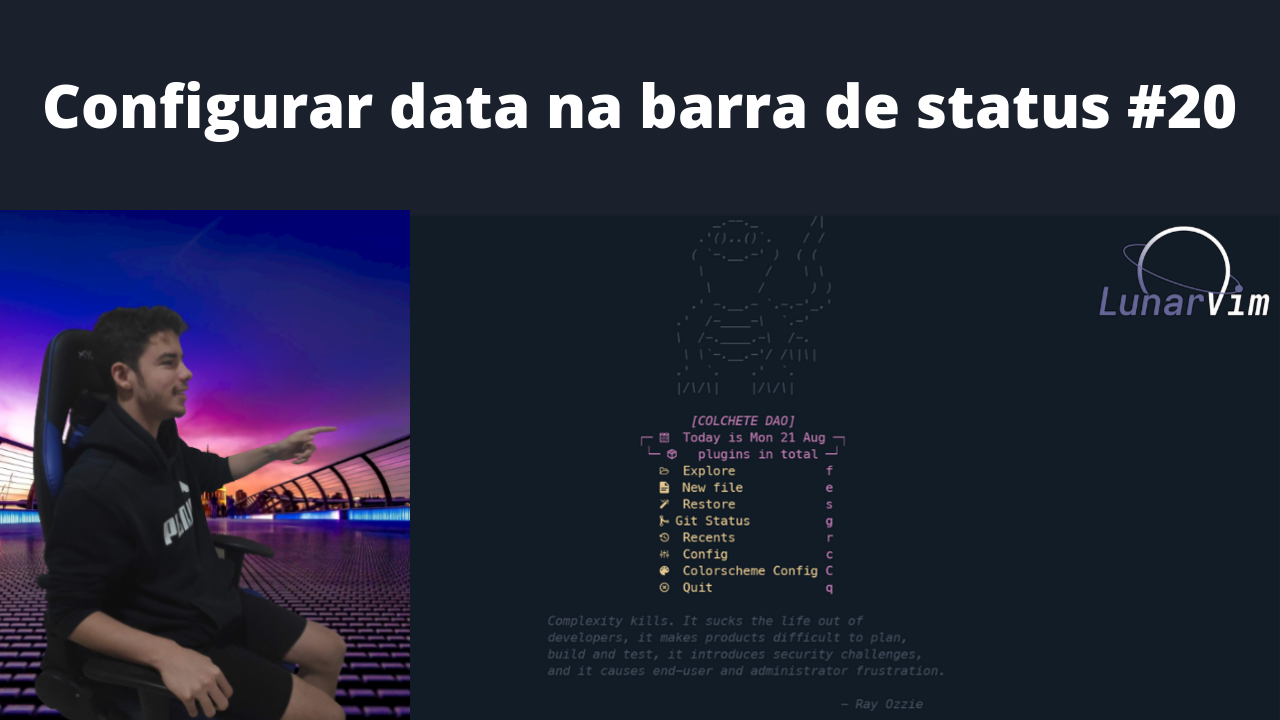 Configurar data na barra de status #20
LunarVim
[COLCHETE DAO]
Today is Mon 21 Aug
plugins in total
Explore f
New file e
Restore s
Git Status g
Recents r
Config c
Colorscheme Config C
Quit q
Complexity kills. It sucks the life out of
developers, it makes products difficult to plan,
build and test, it introduces security challenges,
and it causes end-user and administrator frustration.
— Ray Ozzie